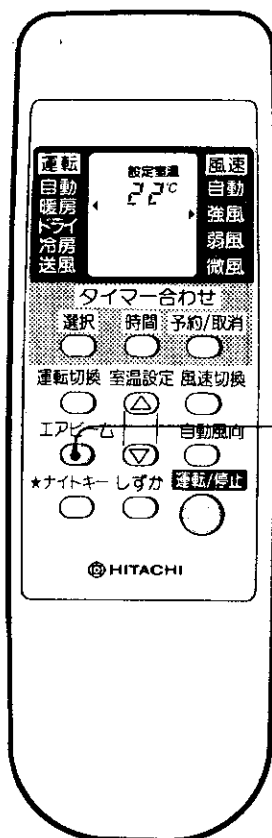 運転 設定室温 風速
自動 22℃ 自動
暖房 強風
ドライ 弱風
冷房 微風
送風
タイマー合わせ
選択 時間 予約/取消
運転切換 室温設定 風速切換
エアビーム 自動風向
★ナイトキー しずか 運転/停止
HITACHI